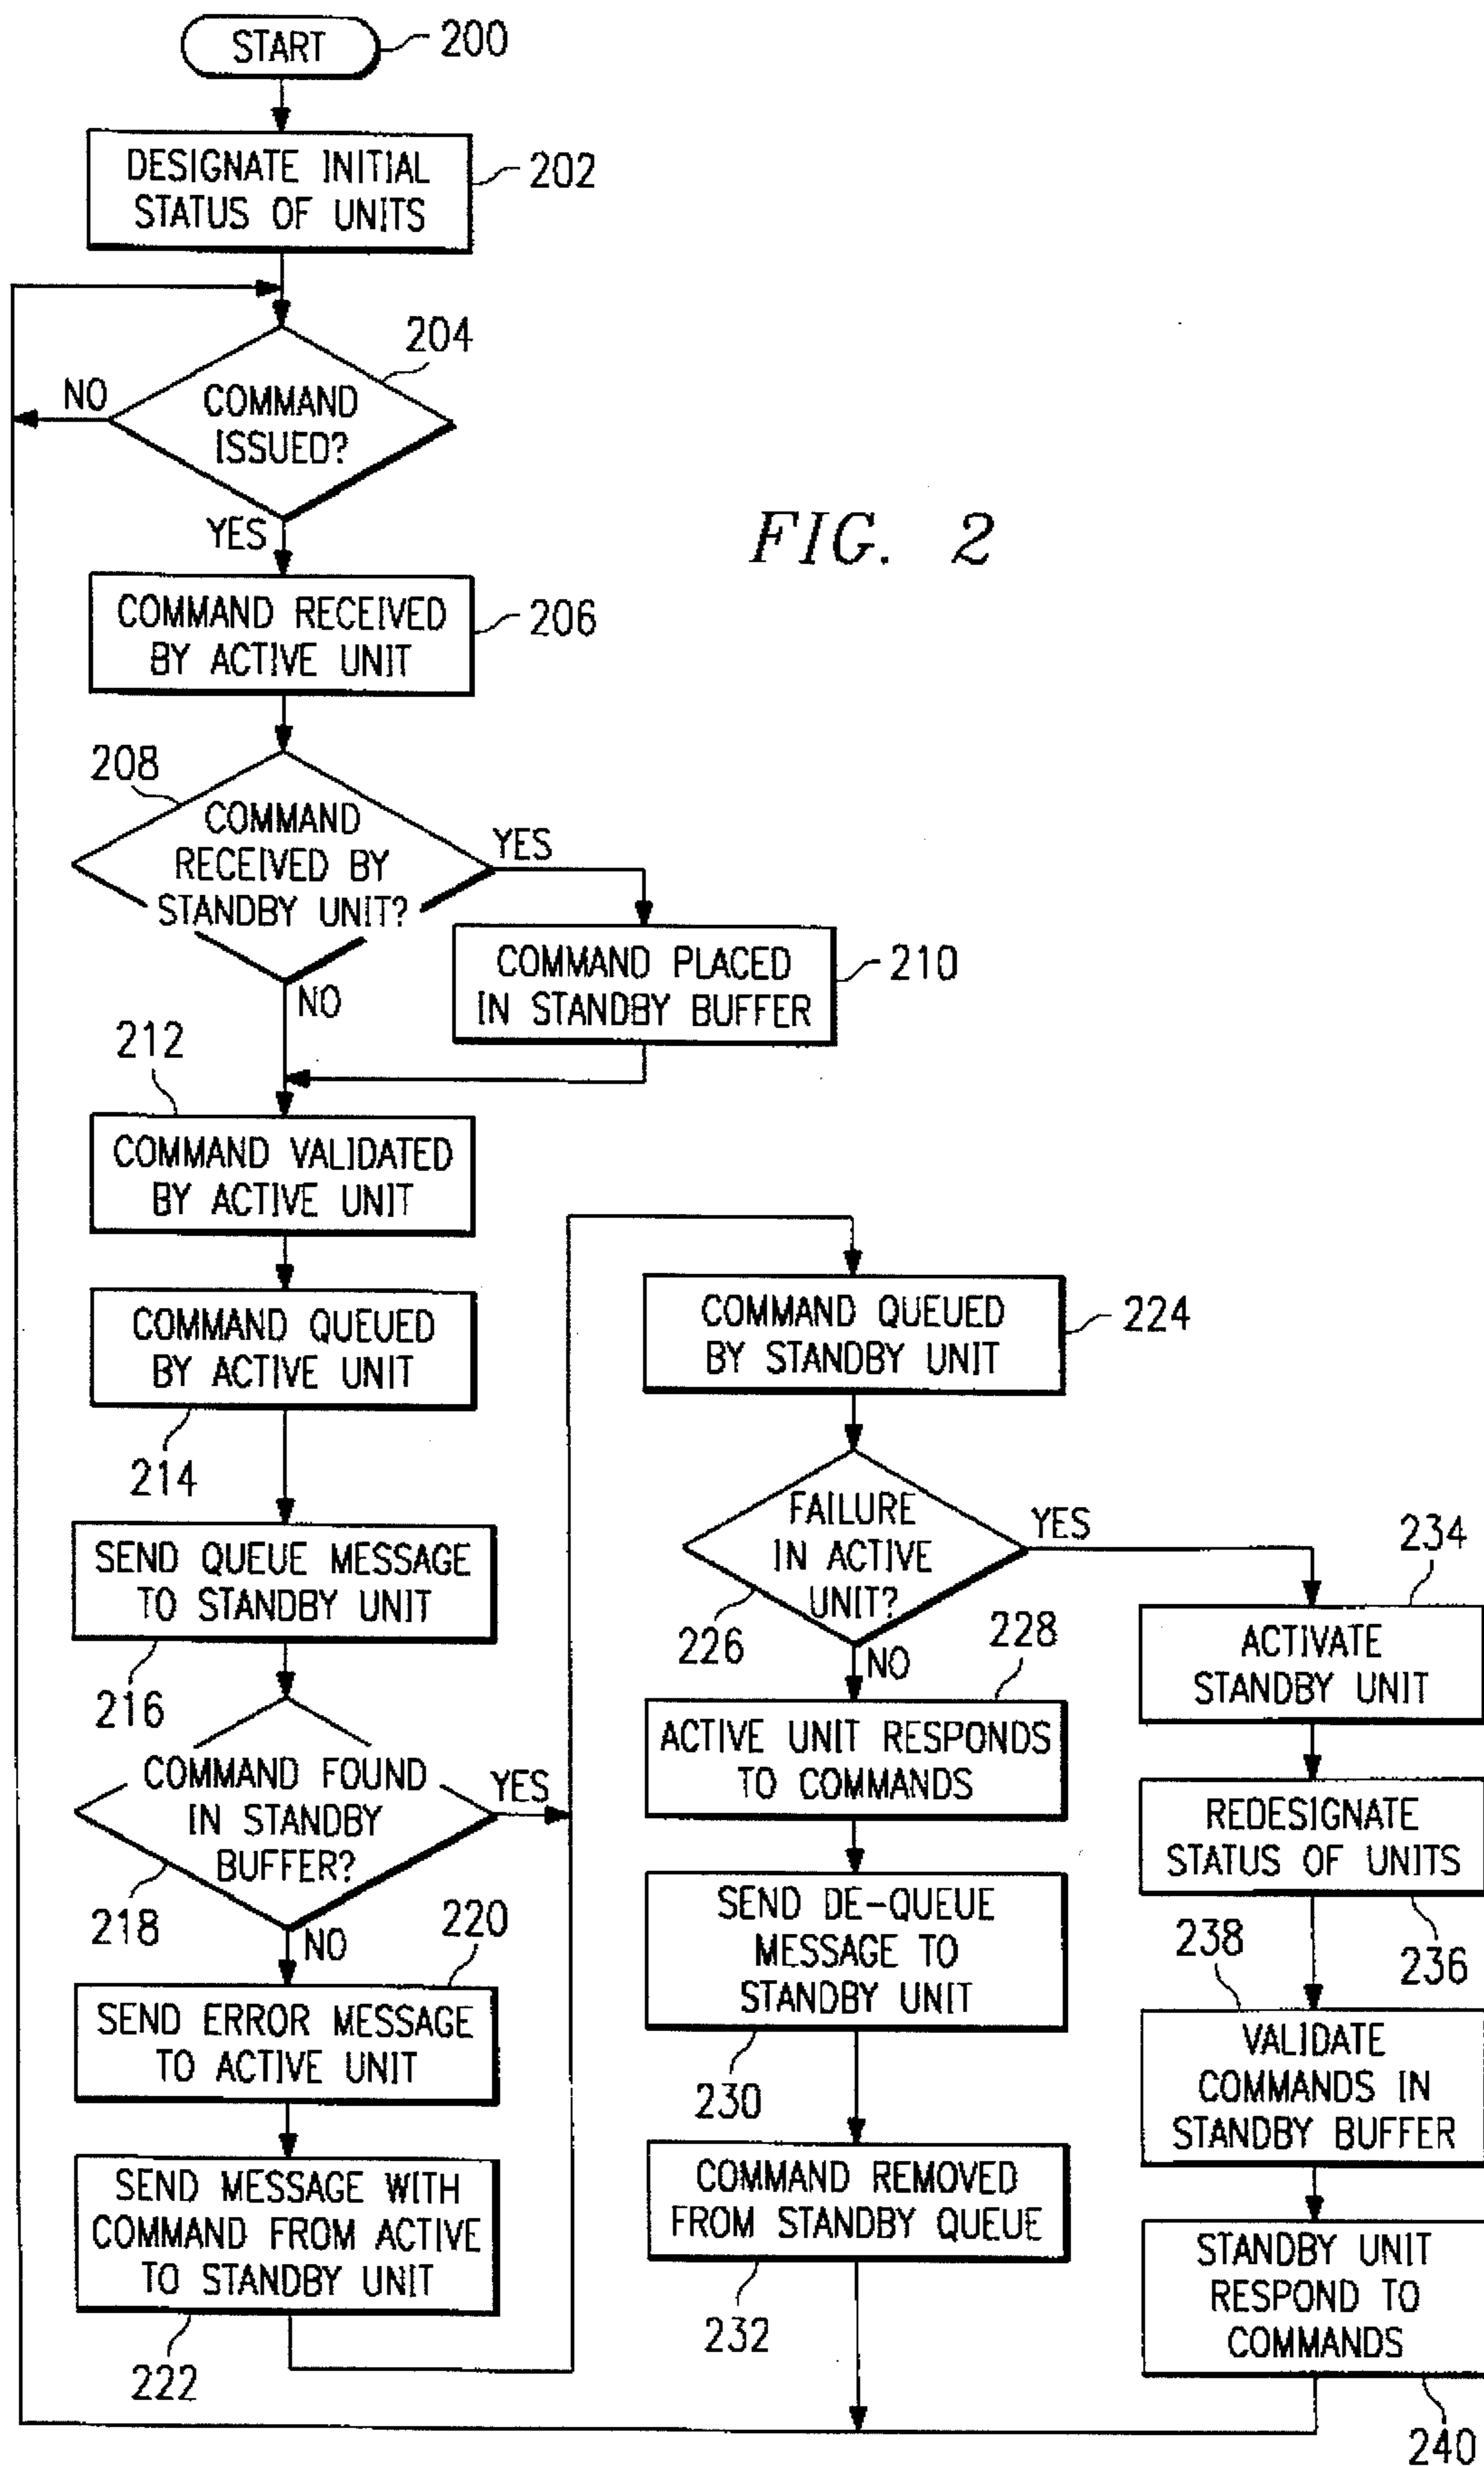 START
200
DESIGNATE INITIAL
STATUS OF UNITS
202
204
COMMAND
ISSUED?
NO
YES
FIG. 2
COMMAND RECEIVED
BY ACTIVE UNIT
206
208
COMMAND
RECEIVED BY
STANDBY UNIT?
YES
NO
COMMAND PLACED
IN STANDBY BUFFER
210
212
COMMAND VALIDATED
BY ACTIVE UNIT
COMMAND QUEUED
BY ACTIVE UNIT
214
SEND QUEUE MESSAGE
TO STANDBY UNIT
216
COMMAND FOUND
IN STANDBY
BUFFER?
YES
218
NO
220
SEND ERROR MESSAGE
TO ACTIVE UNIT
SEND MESSAGE WITH
COMMAND FROM ACTIVE
TO STANDBY UNIT
222
COMMAND QUEUED
BY STANDBY UNIT
224
FAILURE
IN ACTIVE
UNIT?
YES
226
NO
228
ACTIVE UNIT RESPONDS
TO COMMANDS
SEND DE-QUEUE
MESSAGE TO
STANDBY UNIT
230
COMMAND REMOVED
FROM STANDBY QUEUE
232
234
ACTIVATE
STANDBY UNIT
REDESIGNATE
STATUS OF UNITS
236
238
VALIDATE
COMMANDS IN
STANDBY BUFFER
STANDBY UNIT
RESPOND TO
COMMANDS
240